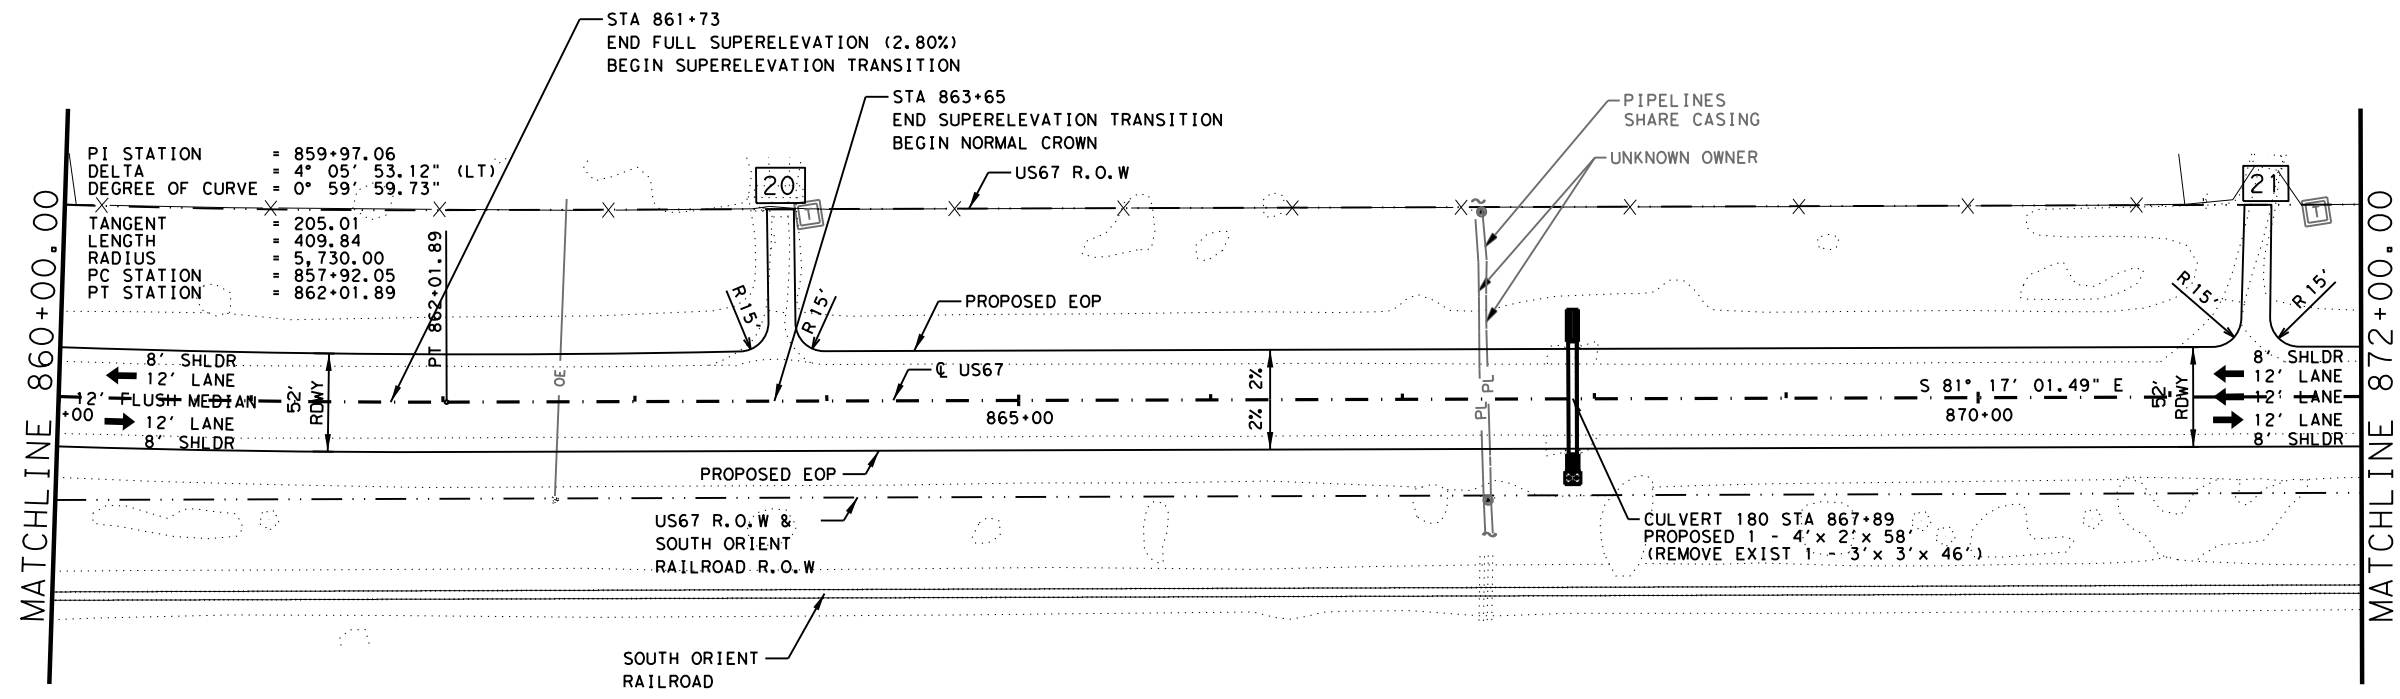 STA 861+73
END FULL SUPERELEVATION (2.80%)
BEGIN SUPERELEVATION TRANSITION
STA 863+65
END SUPERELEVATION TRANSITION
BEGIN NORMAL CROWN
PIPELINES
SHARE CASING
UNKNOWN OWNER
US67 R.O.W
PI STATION = 859+97.06
DELTA = 4° 05' 53.12" (LT)
DEGREE OF CURVE = 0° 59' 59.73"
TANGENT = 205.01
LENGTH = 409.84
RADIUS = 5,730.00
PC STATION = 857+92.05
PT STATION = 862+01.89
MATCHLINE 860+00.00
PT 862+01.89
20
T
21
T
R 15'
R 15'
R 15'
R 15'
PROPOSED EOP
℄ US67
OE
8' SHLDR
12' LANE
12' FLUSH MEDIAN
+00
12' LANE
8' SHLDR
52'
RDWY
865+00
2%
2%
PL
PL
S 81° 17' 01.49" E
870+00
52'
RDWY
8' SHLDR
12' LANE
12' LANE
12' LANE
8' SHLDR
MATCHLINE 872+00.00
PROPOSED EOP
US67 R.O.W &
SOUTH ORIENT
RAILROAD R.O.W
CULVERT 180 STA 867+89
PROPOSED 1 - 4'x 2'x 58'
(REMOVE EXIST 1 - 3'x 3'x 46')
SOUTH ORIENT
RAILROAD